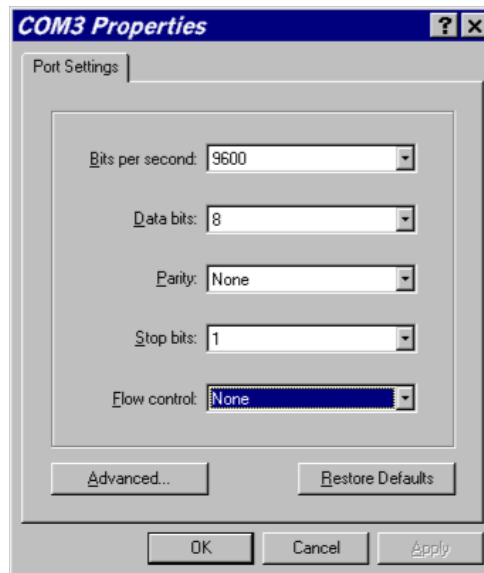 COM3 Properties
Port Settings
Bits per second: 9600
Data bits: 8
Parity: None
Stop bits: 1
Flow control: None
Advanced... Restore Defaults
OK Cancel Apply